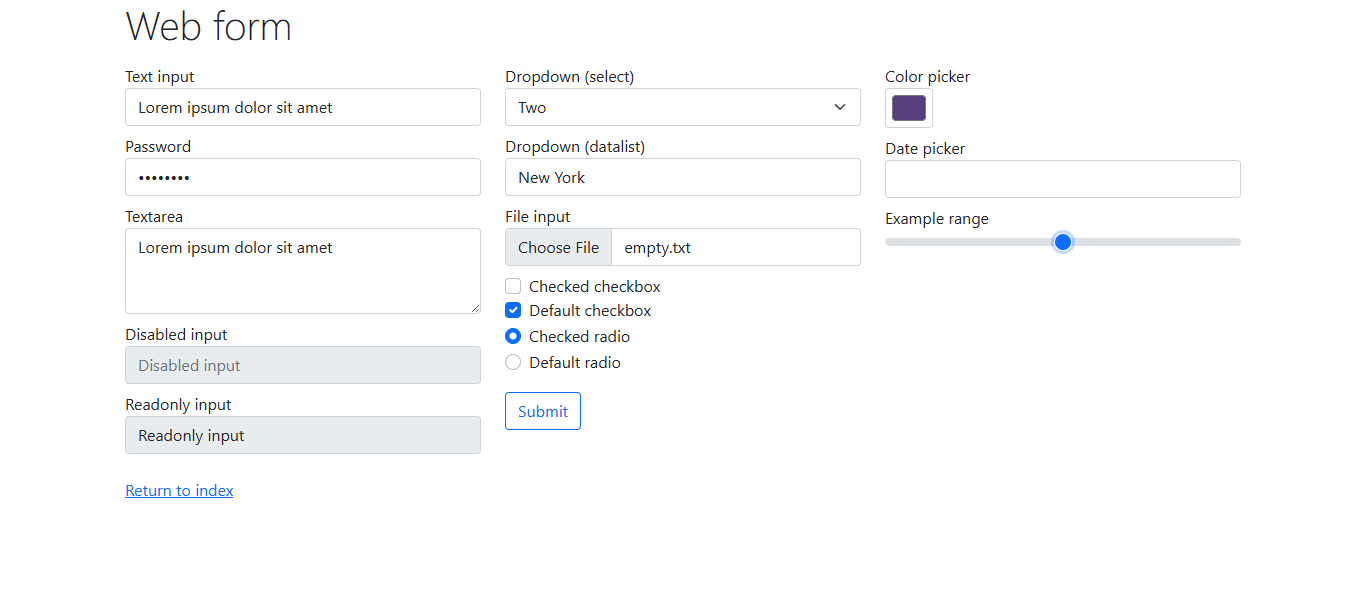 Web form
Text input
Lorem ipsum dolor sit amet
Password
••••••••
Textarea
Lorem ipsum dolor sit amet
Disabled input
Disabled input
Readonly input
Readonly input
Return to index
Dropdown (select)
Two
Dropdown (datalist)
New York
File input
Choose File empty.txt
Checked checkbox
Default checkbox
Checked radio
Default radio
Submit
Color picker
Date picker
Example range